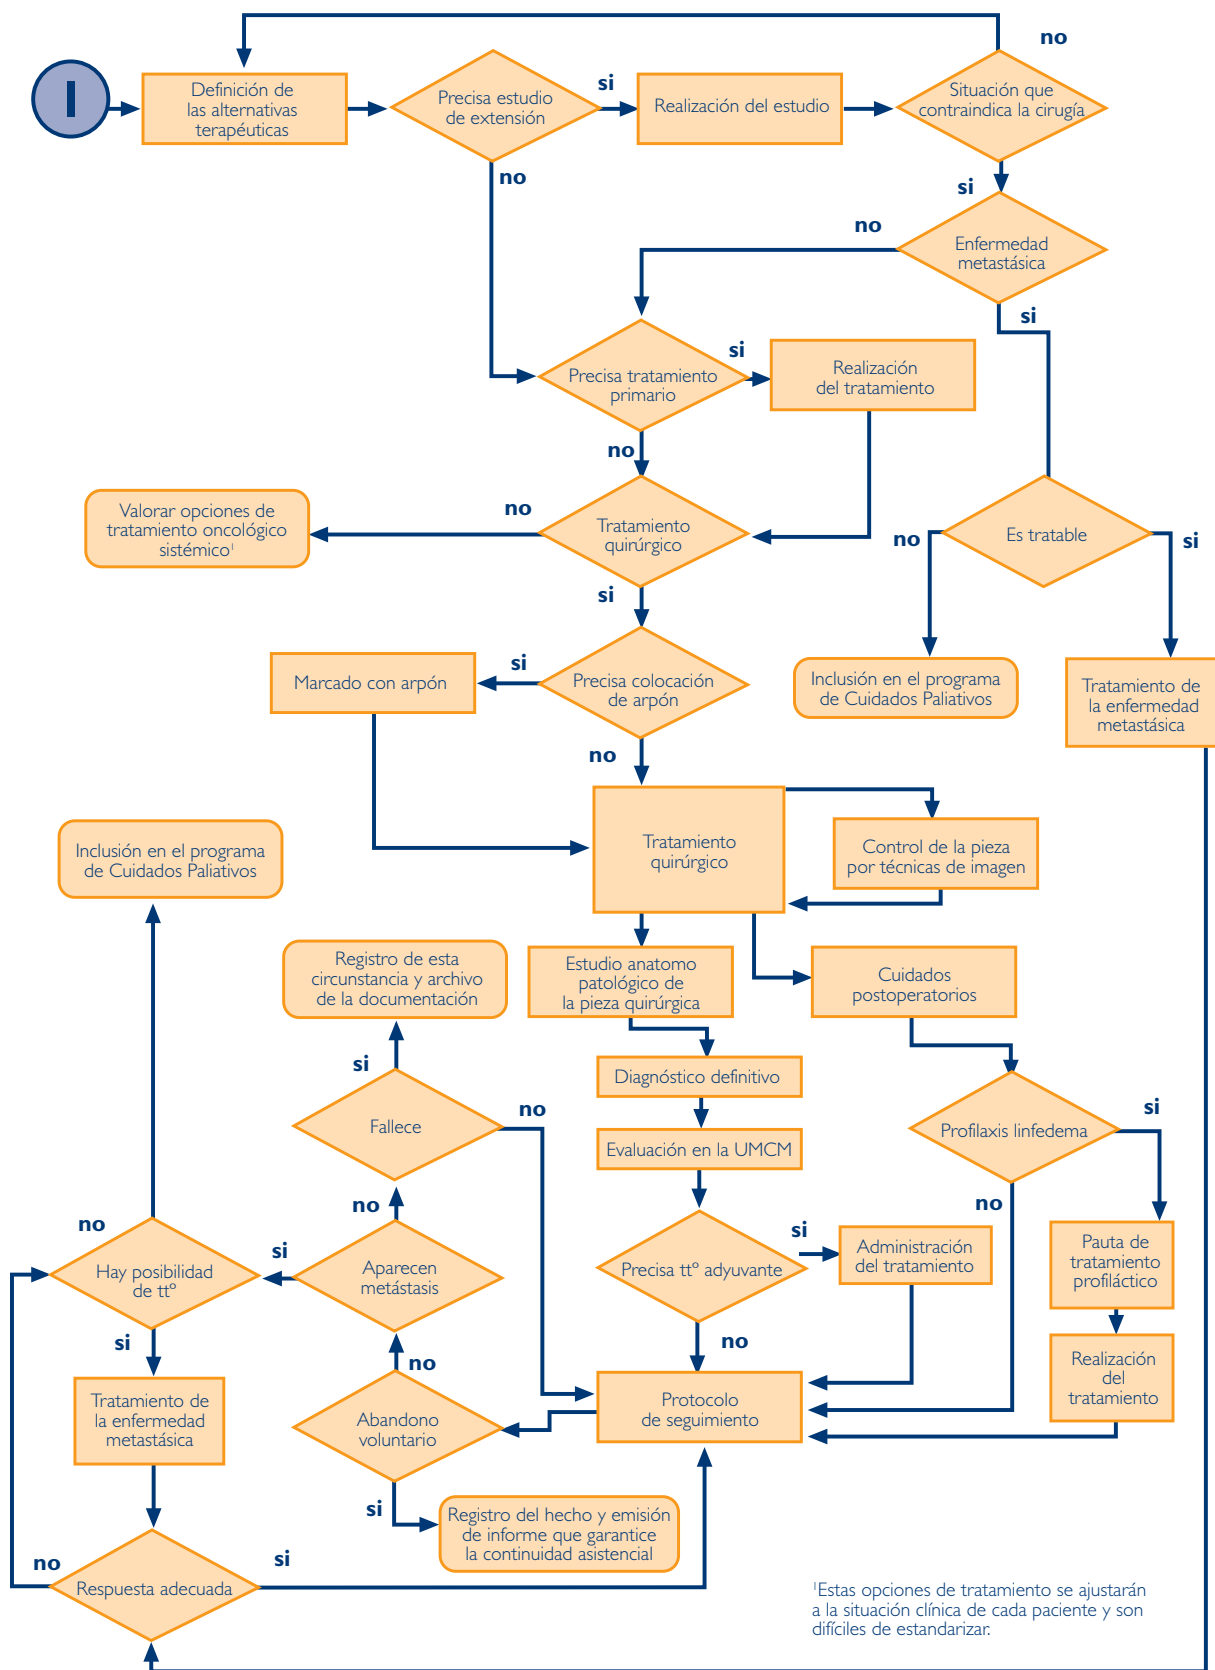 no
I
Definición de
las alternativas
terapéuticas
Precisa estudio
de extensión
si
Realización del estudio
Situación que
contraindica la cirugía
no
si
no
Enfermedad
metastásica
si
Precisa tratamiento
primario
si
Realización
del tratamiento
no
Valorar opciones de
tratamiento oncológico
sistémico¹
no
Tratamiento
quirúrgico
no
Es tratable
si
si
Marcado con arpón
si
Precisa colocación
de arpón
Inclusión en el programa
de Cuidados Paliativos
Tratamiento de
la enfermedad
metastásica
no
Inclusión en el programa
de Cuidados Paliativos
Tratamiento
quirúrgico
Control de la pieza
por técnicas de imagen
Registro de esta
circunstancia y archivo
de la documentación
Estudio anatomo
patológico de
la pieza quirúrgica
Cuidados
postoperatorios
si
Diagnóstico definitivo
Fallece
no
Profilaxis linfedema
si
Evaluación en la UMCM
no
no
no
Hay posibilidad
de ttº
si
Aparecen
metástasis
Precisa ttº adyuvante
si
Administración
del tratamiento
Pauta de
tratamiento
profiláctico
si
no
no
Tratamiento de
la enfermedad
metastásica
Abandono
voluntario
Protocolo
de seguimiento
Realización
del
tratamiento
si
Registro del hecho y emisión
de informe que garantice
la continuidad asistencial
no
Respuesta adecuada
si
¹Estas opciones de tratamiento se ajustarán
a la situación clínica de cada paciente y son
difíciles de estandarizar.